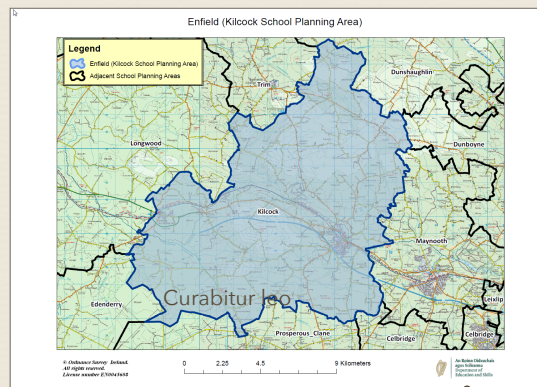 Enfield (Kilcock School Planning Area)
Legend
Enfield (Kilcock School Planning Area)
Adjacent School Planning Areas
Dunshaughlin
Trim
Longwood
Dunboyne
Kilcock
Maynooth
Curabitur leo
Edenderry
Leixlip
Prosperous_Clane
Celbridge
Celbridge
© Ordnance Survey Ireland.
All rights reserved.
License number EN0045608
0 2.25 4.5 9 Kilometers
An Roinn Oideachais
agus Scileanna
Department of
Education and Skills